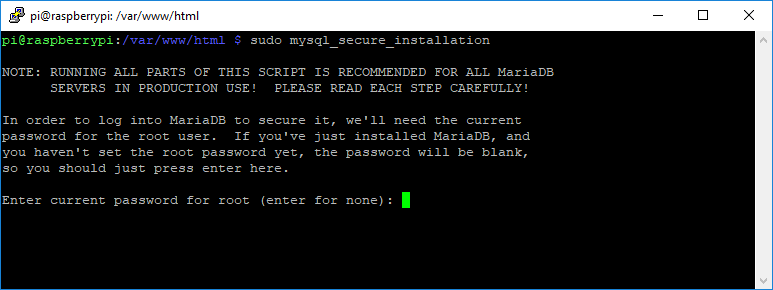 pi@raspberrypi: /var/www/html
pi@raspberrypi:/var/www/html $ sudo mysql_secure_installation
NOTE: RUNNING ALL PARTS OF THIS SCRIPT IS RECOMMENDED FOR ALL MariaDB
SERVERS IN PRODUCTION USE!  PLEASE READ EACH STEP CAREFULLY!
In order to log into MariaDB to secure it, we'll need the current
password for the root user.  If you've just installed MariaDB, and
you haven't set the root password yet, the password will be blank,
so you should just press enter here.
Enter current password for root (enter for none):